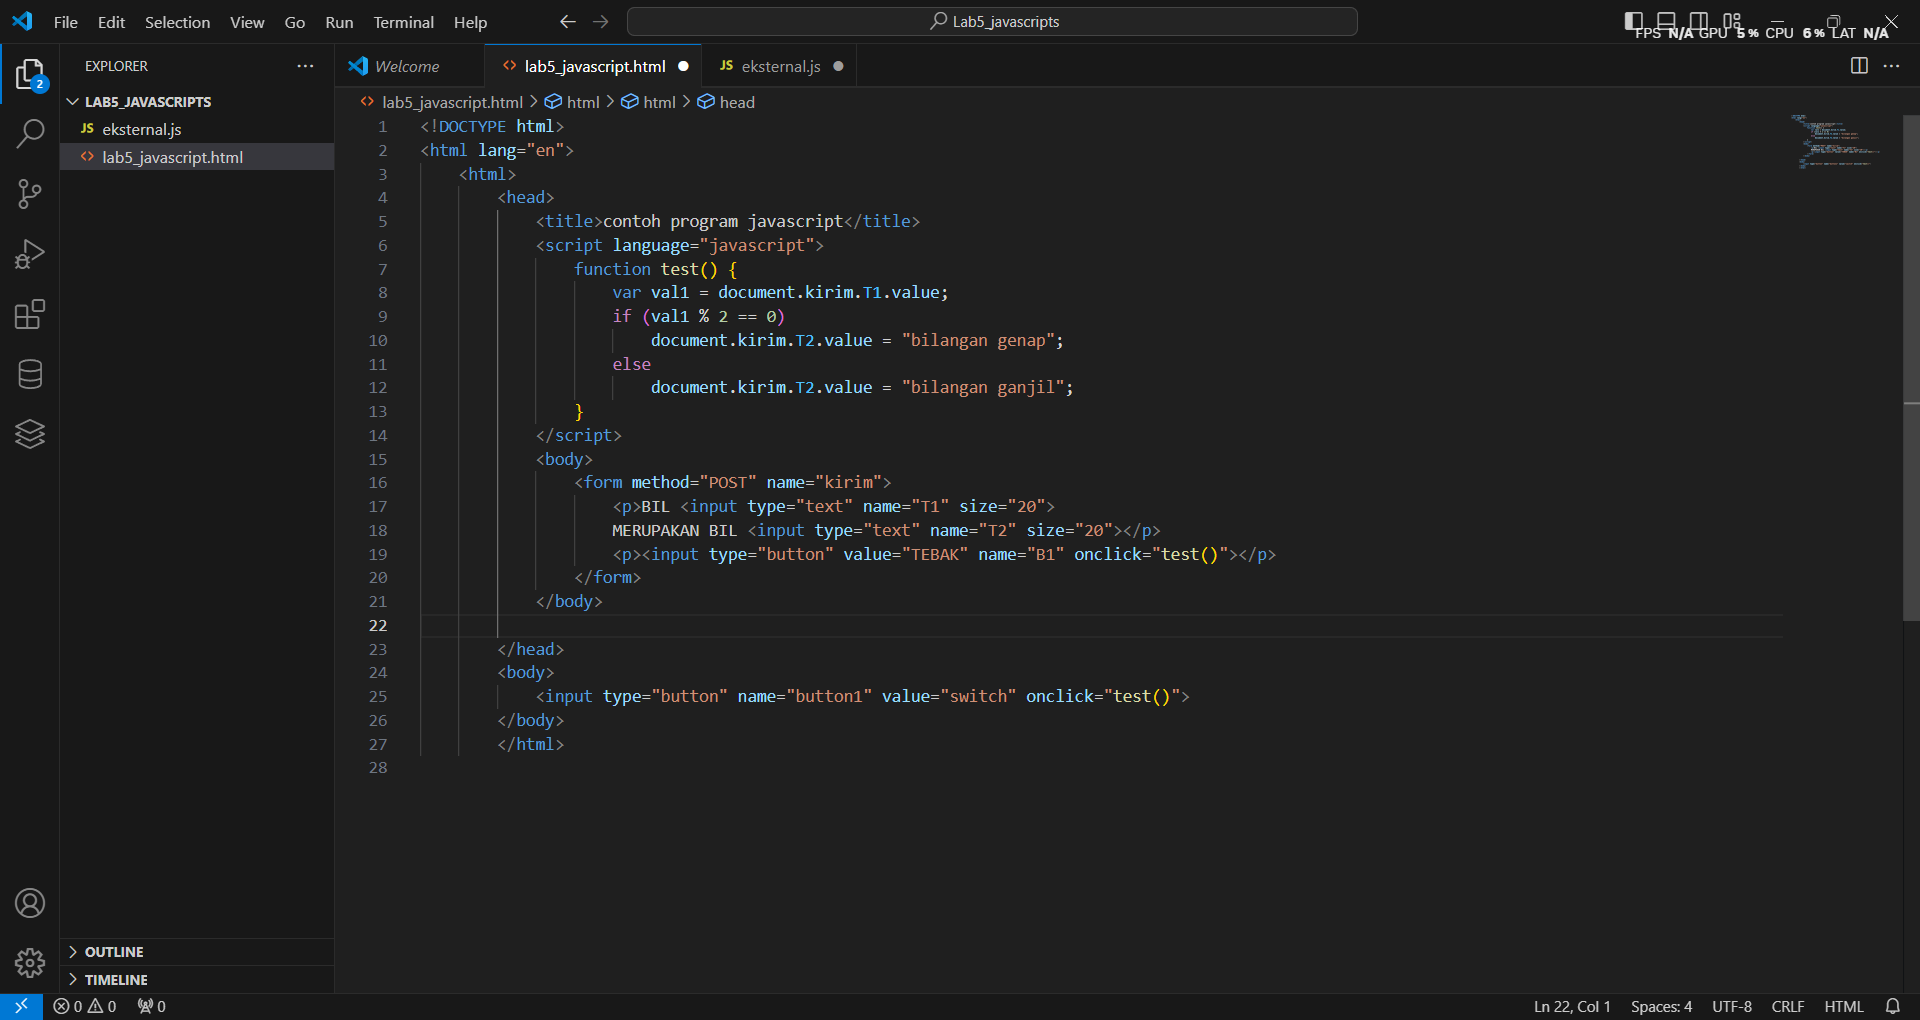 File Edit Selection View Go Run Terminal Help
Lab5_javascripts
FPS N/A GPU 5 % CPU 6 % LAT N/A
EXPLORER
Welcome
lab5_javascript.html
JS eksternal.js
2
LAB5_JAVASCRIPTS
JS eksternal.js
lab5_javascript.html
lab5_javascript.html > html > html > head
1 <!DOCTYPE html>
2 <html lang="en">
3 <html>
4 <head>
5 <title>contoh program javascript</title>
6 <script language="javascript">
7 function test() {
8 var val1 = document.kirim.T1.value;
9 if (val1 % 2 == 0)
10 document.kirim.T2.value = "bilangan genap";
11 else
12 document.kirim.T2.value = "bilangan ganjil";
13 }
14 </script>
15 <body>
16 <form method="POST" name="kirim">
17 <p>BIL <input type="text" name="T1" size="20">
18 MERUPAKAN BIL <input type="text" name="T2" size="20"></p>
19 <p><input type="button" value="TEBAK" name="B1" onclick="test()"></p>
20 </form>
21 </body>
22
23 </head>
24 <body>
25 <input type="button" name="button1" value="switch" onclick="test()">
26 </body>
27 </html>
28
OUTLINE
TIMELINE
0 0 0
Ln 22, Col 1 Spaces: 4 UTF-8 CRLF HTML